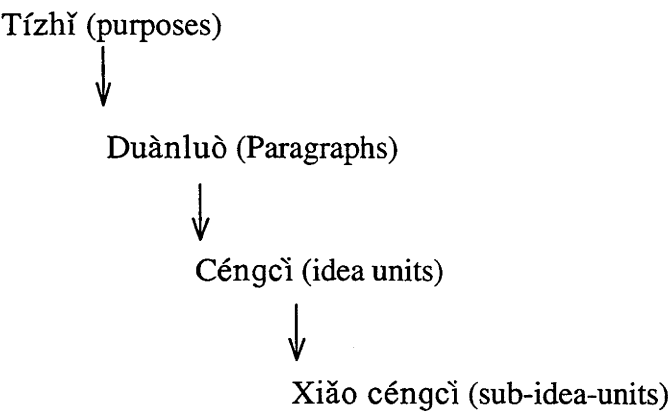 Tízhǐ (purposes)
Duànluò (Paragraphs)
Céngcì (idea units)
Xiǎo céngcì (sub-idea-units)